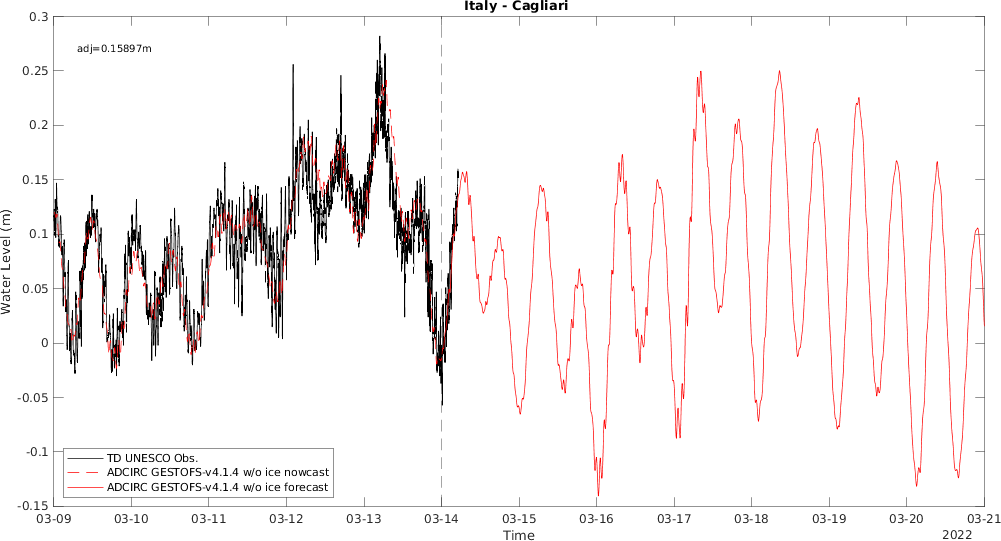 Italy - Cagliari
adj=0.15897m
Water Level (m)
0.3
0.25
0.2
0.15
0.1
0.05
0
-0.05
-0.1
-0.15
TD UNESCO Obs.
ADCIRC GESTOFS-v4.1.4 w/o ice nowcast
ADCIRC GESTOFS-v4.1.4 w/o ice forecast
03-09 03-10 03-11 03-12 03-13 03-14 03-15 03-16 03-17 03-18 03-19 03-20 03-21
Time
2022